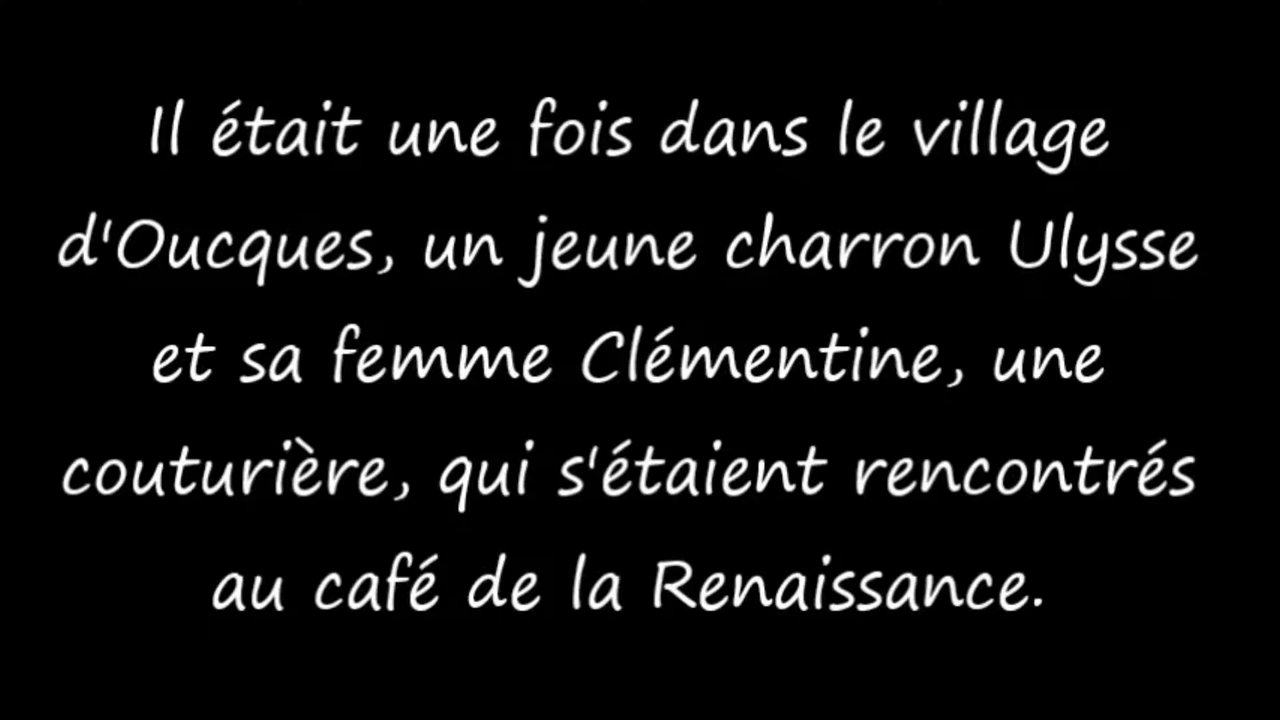 Il était une fois dans le village
d'Oucques, un jeune charron Ulysse
et sa femme Clémentine, une
couturière, qui s'étaient rencontrés
au café de la Renaissance.